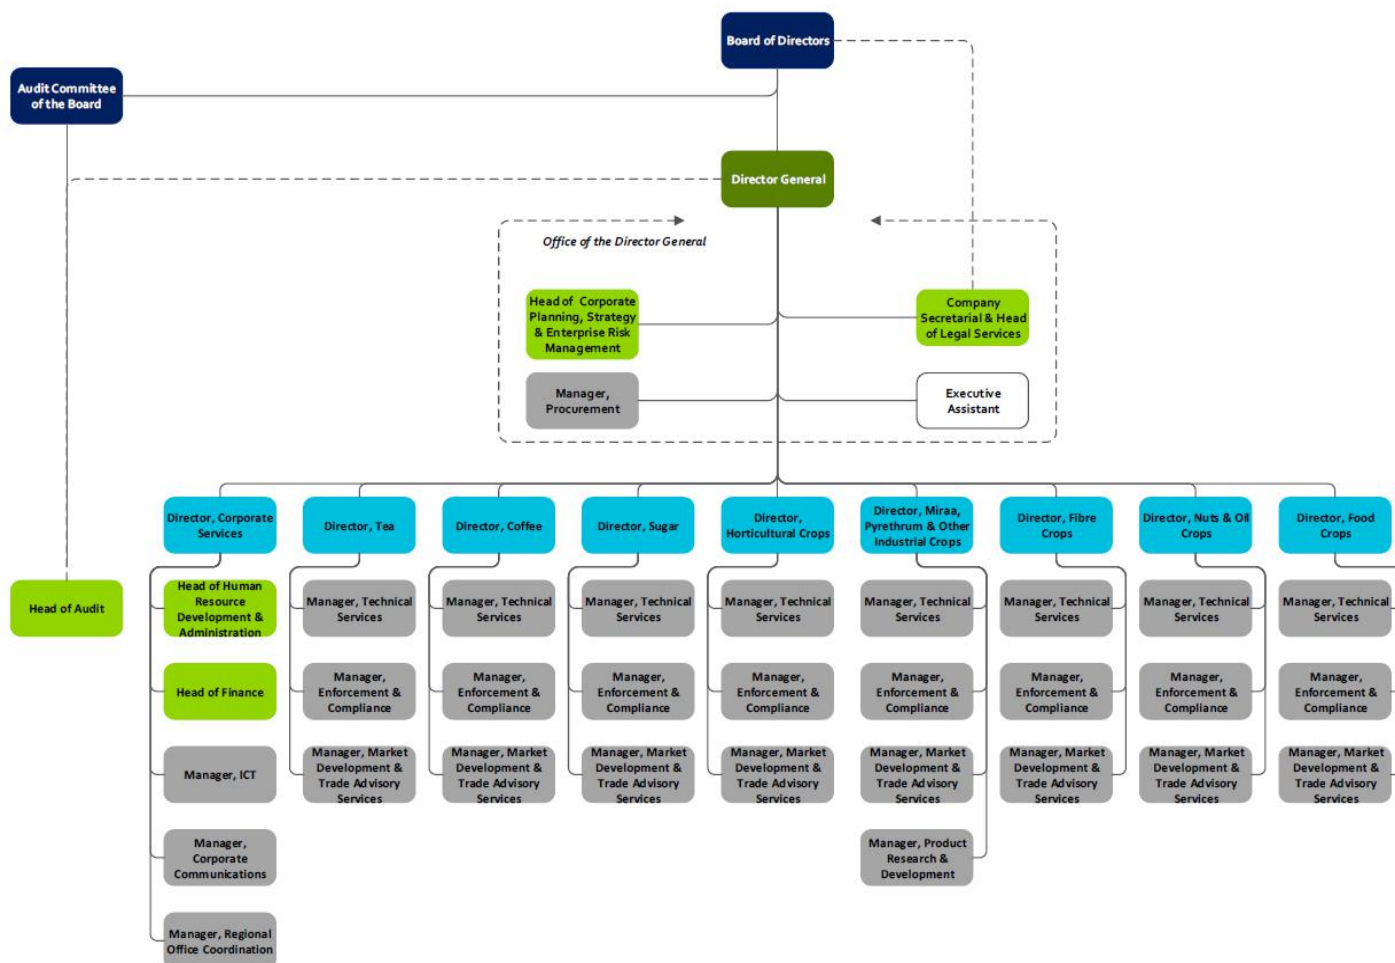 Board of Directors
Audit Committee
of the Board
Director General
Office of the Director General
Head of Corporate
Planning, Strategy
& Enterprise Risk
Management
Company
Secretarial & Head
of Legal Services
Manager,
Procurement
Executive
Assistant
Director, Corporate
Services
Director, Tea
Director, Coffee
Director, Sugar
Director,
Horticultural Crops
Director, Miraa,
Pyrethrum & Other
Industrial Crops
Director, Fibre
Crops
Director, Nuts & Oil
Crops
Director, Food
Crops
Head of Audit
Head of Human
Resource
Development &
Administration
Manager, Technical
Services
Manager, Technical
Services
Manager, Technical
Services
Manager, Technical
Services
Manager, Technical
Services
Manager, Technical
Services
Manager, Technical
Services
Manager, Technical
Services
Head of Finance
Manager,
Enforcement &
Compliance
Manager,
Enforcement &
Compliance
Manager,
Enforcement &
Compliance
Manager,
Enforcement &
Compliance
Manager,
Enforcement &
Compliance
Manager,
Enforcement &
Compliance
Manager,
Enforcement &
Compliance
Manager,
Enforcement &
Compliance
Manager, ICT
Manager, Market
Development &
Trade Advisory
Services
Manager, Market
Development &
Trade Advisory
Services
Manager, Market
Development &
Trade Advisory
Services
Manager, Market
Development &
Trade Advisory
Services
Manager, Market
Development &
Trade Advisory
Services
Manager, Market
Development &
Trade Advisory
Services
Manager, Market
Development &
Trade Advisory
Services
Manager, Market
Development &
Trade Advisory
Services
Manager,
Corporate
Communications
Manager, Product
Research &
Development
Manager, Regional
Office Coordination